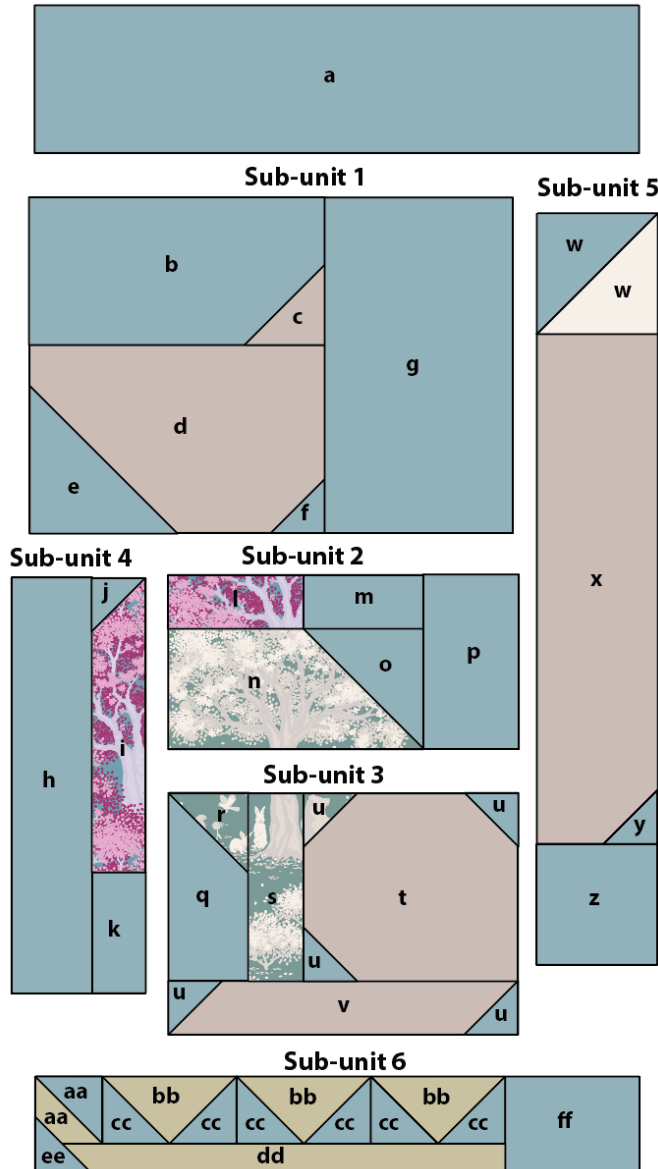 a
Sub-unit 1
Sub-unit 5
b
c
d
e
f
g
w
w
x
y
z
Sub-unit 4
Sub-unit 2
j
h
i
k
l
m
n
o
p
Sub-unit 3
r
u
u
q
s
t
u
u
v
u
Sub-unit 6
aa
bb
bb
bb
aa
cc
cc
cc
cc
cc
cc
ff
ee
dd